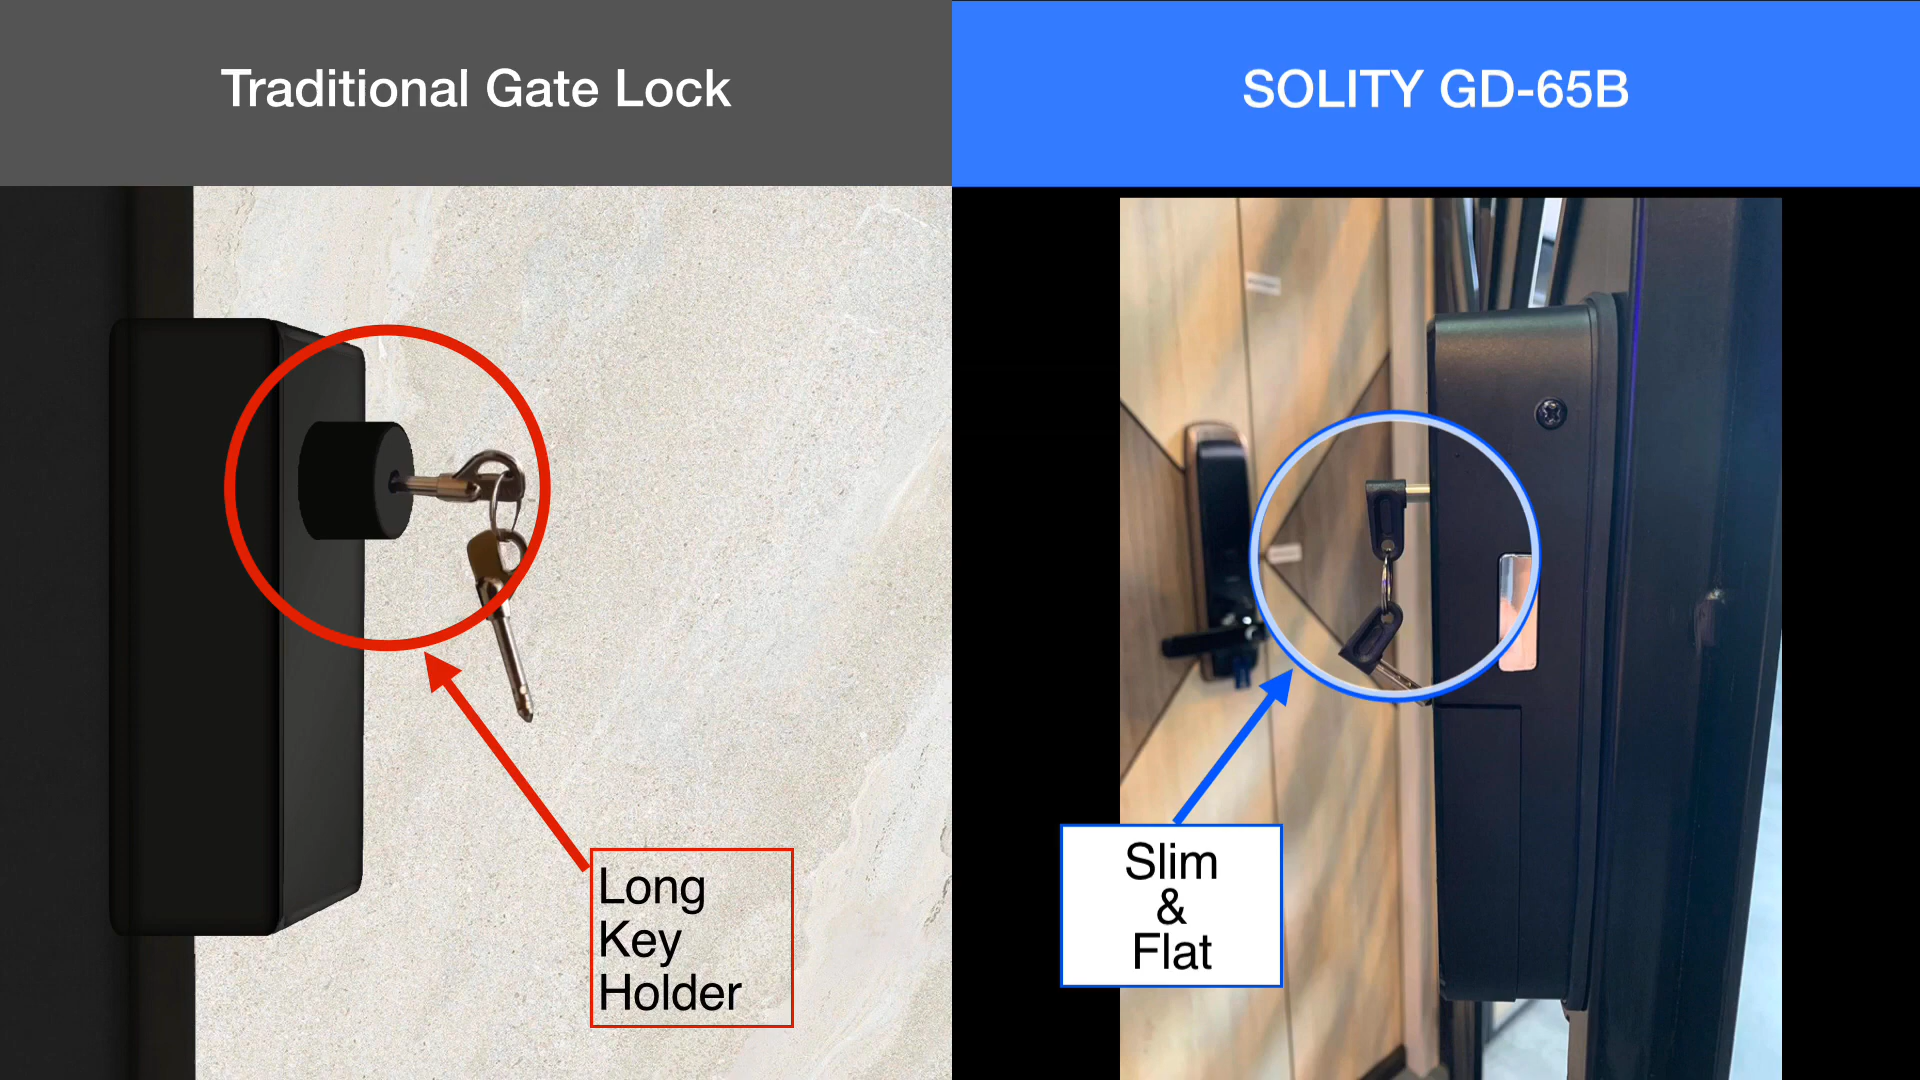 Traditional Gate Lock
SOLITY GD-65B
Long
Key
Holder
Slim
&
Flat